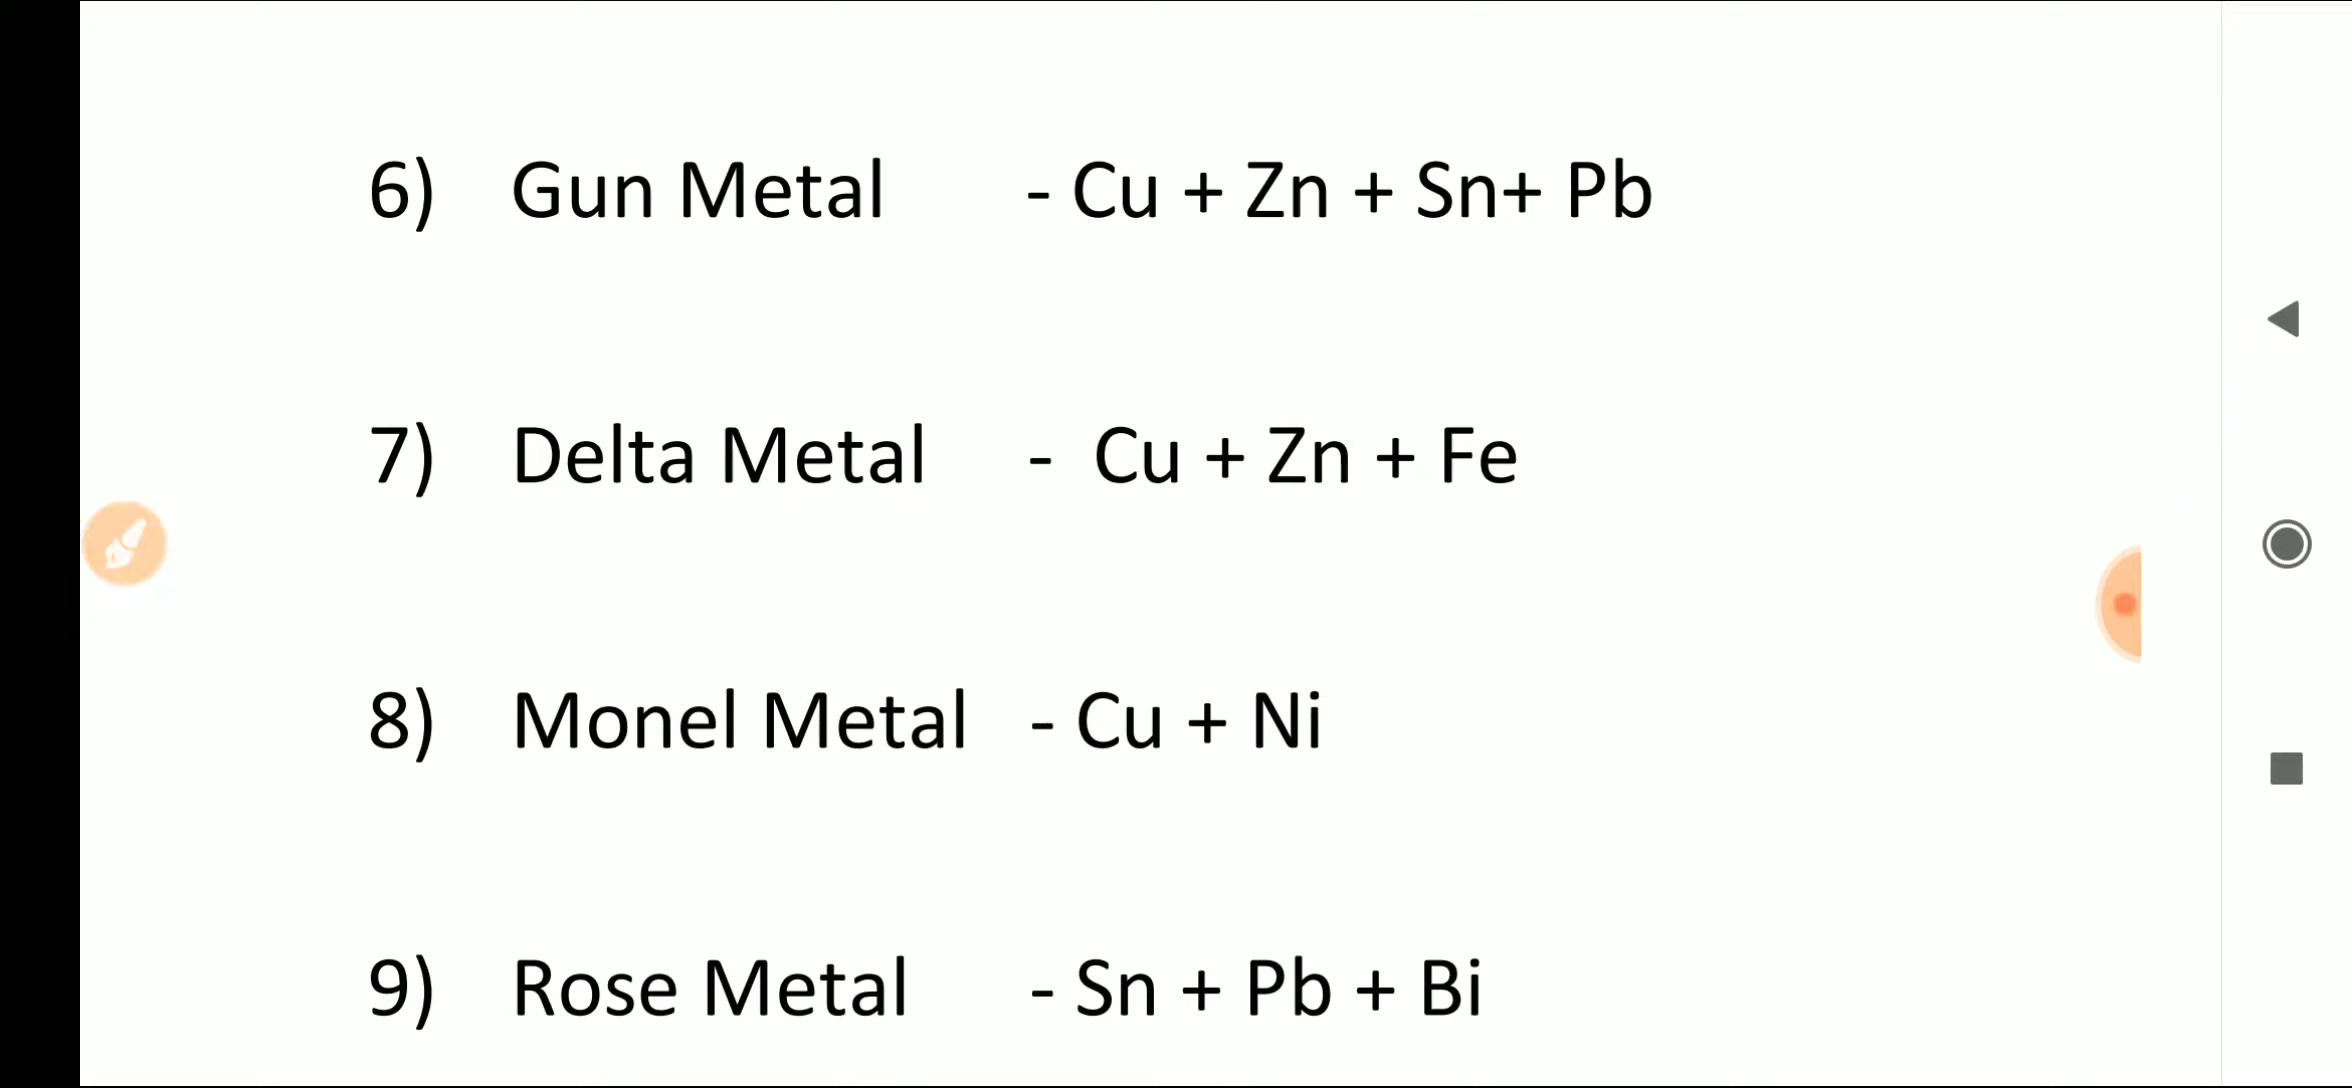 6) Gun Metal - Cu + Zn + Sn+ Pb
7) Delta Metal - Cu + Zn + Fe
8) Monel Metal - Cu + Ni
9) Rose Metal - Sn + Pb + Bi